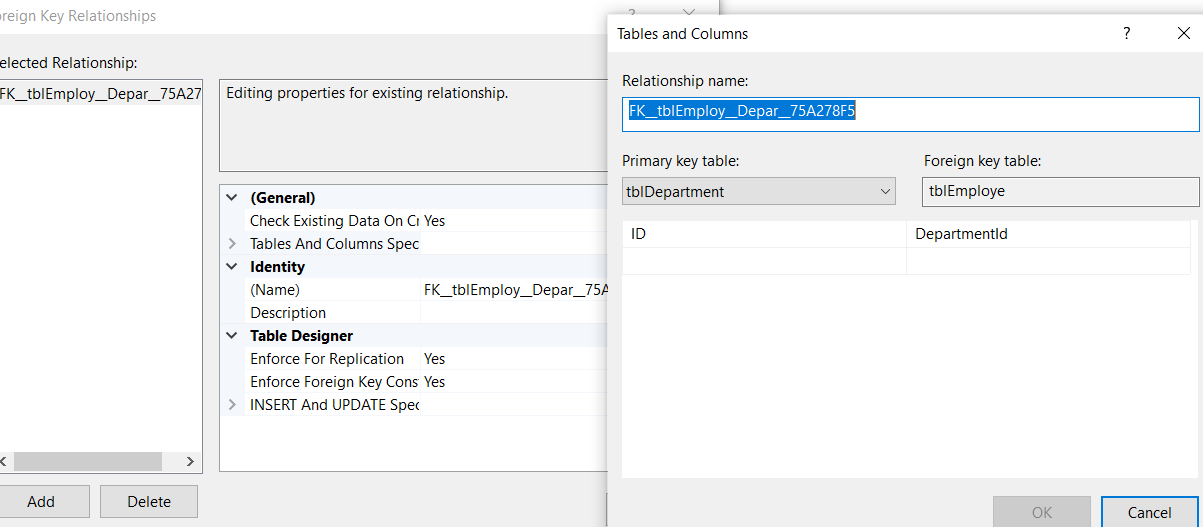 oreign Key Relationships
?
elected Relationship:
FK__tblEmploy__Depar__75A27
Editing properties for existing relationship.
(General)
Check Existing Data On Cr Yes
Tables And Columns Spec
Identity
(Name) FK__tblEmploy__Depar__75A
Description
Table Designer
Enforce For Replication Yes
Enforce Foreign Key Cons Yes
INSERT And UPDATE Spec
Add Delete
Tables and Columns ?
Relationship name:
FK__tblEmploy__Depar__75A278F5
Primary key table: Foreign key table:
tblDepartment tblEmploye
ID DepartmentId
OK Cancel